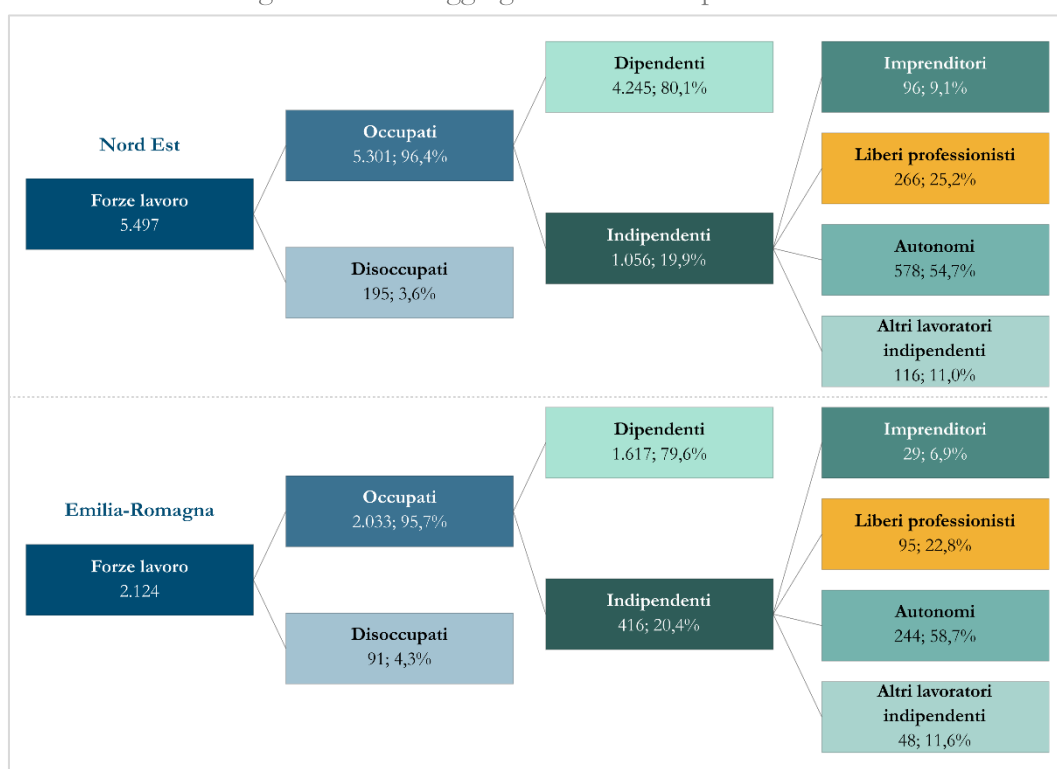 Nord Est
Forze lavoro
5.497
Occupati
5.301; 96,4%
Disoccupati
195; 3,6%
Dipendenti
4.245; 80,1%
Indipendenti
1.056; 19,9%
Imprenditori
96; 9,1%
Liberi professionisti
266; 25,2%
Autonomi
578; 54,7%
Altri lavoratori
indipendenti
116; 11,0%
Emilia-Romagna
Forze lavoro
2.124
Occupati
2.033; 95,7%
Disoccupati
91; 4,3%
Dipendenti
1.617; 79,6%
Indipendenti
416; 20,4%
Imprenditori
29; 6,9%
Liberi professionisti
95; 22,8%
Autonomi
244; 58,7%
Altri lavoratori
indipendenti
48; 11,6%